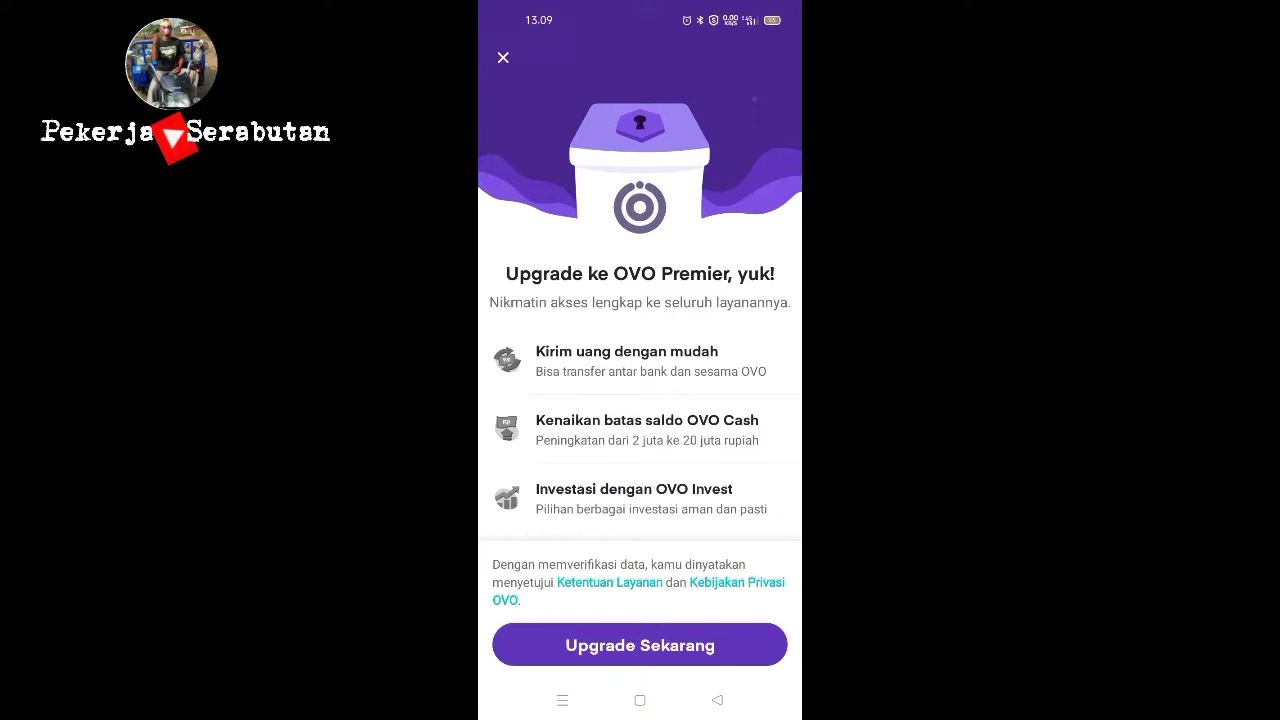 13.09
Pekerja Serabutan
Upgrade ke OVO Premier, yuk!
Nikmatin akses lengkap ke seluruh layanannya.
Rp
Kirim uang dengan mudah
Bisa transfer antar bank dan sesama OVO
Rp
Kenaikan batas saldo OVO Cash
Peningkatan dari 2 juta ke 20 juta rupiah
Investasi dengan OVO Invest
Pilihan berbagai investasi aman dan pasti
Dengan memverifikasi data, kamu dinyatakan
menyetujui Ketentuan Layanan dan Kebijakan Privasi
OVO.
Upgrade Sekarang